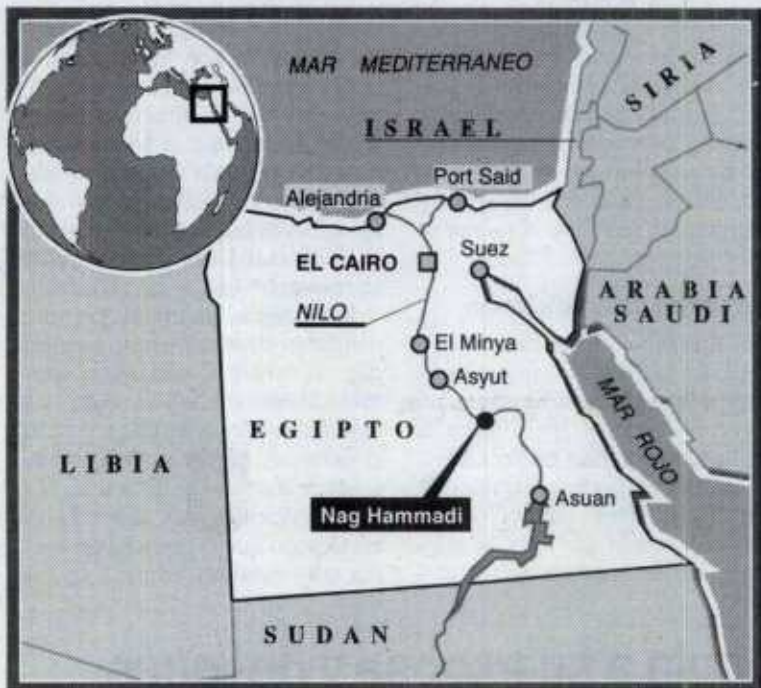 MAR MEDITERRANEO
SIRIA
ISRAEL
Port Said
Alejandria
Suez
EL CAIRO
ARABIA
SAUDI
NILO
El Minya
Asyut
MAR ROJO
EGIPTO
LIBIA
Nag Hammadi
Asuan
SUDAN